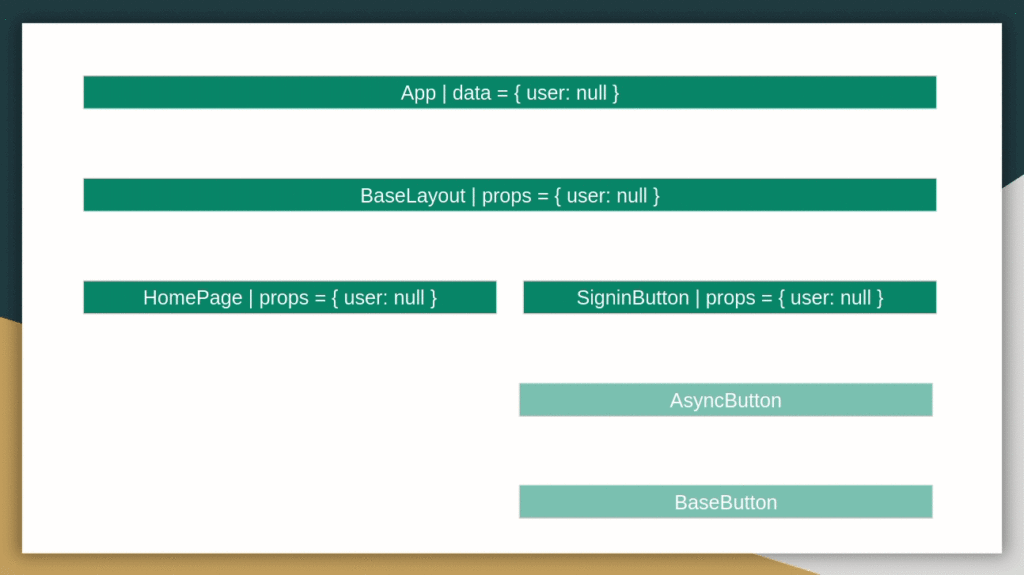 App | data = { user: null }
BaseLayout | props = { user: null }
HomePage | props = { user: null }
SigninButton | props = { user: null }
AsyncButton
BaseButton